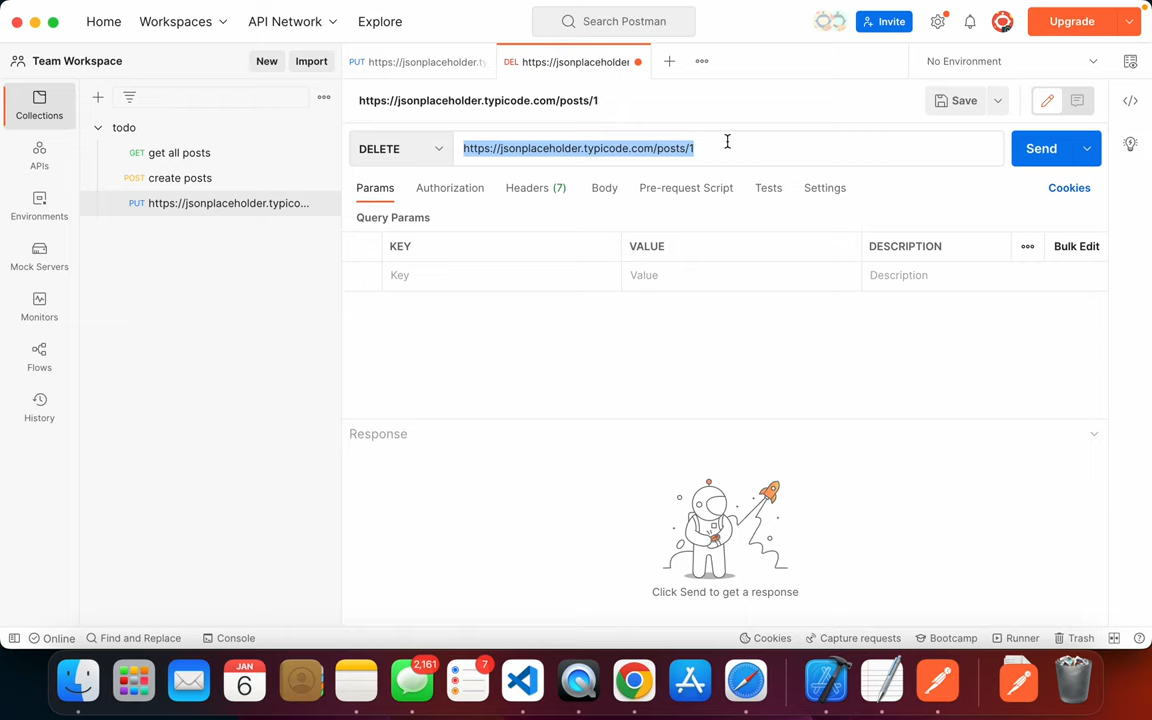 Home Workspaces API Network Explore Search Postman Invite Upgrade
Team Workspace New Import PUT https://jsonplaceholder.ty DEL https://jsonplaceholder No Environment
Collections
APIs
Environments
Mock Servers
Monitors
Flows
History
todo
GET get all posts
POST create posts
PUT https://jsonplaceholder.typico...
https://jsonplaceholder.typicode.com/posts/1 Save
DELETE https://jsonplaceholder.typicode.com/posts/1 Send
Params Authorization Headers (7) Body Pre-request Script Tests Settings Cookies
Query Params
KEY VALUE DESCRIPTION Bulk Edit
Key Value Description
Response
Click Send to get a response
Online Find and Replace Console Cookies Capture requests Bootcamp Runner Trash
JAN
6
2,161
7